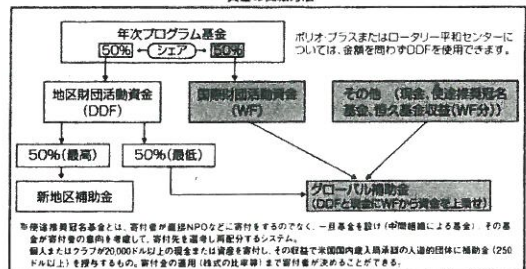 年次プログラム基金
50% シェア 50%
ポリオ・プラスまたはロータリー平和センターに
ついては、金額を問わずDDFを使用できます。
地区財団活動資金
(DDF)
国際財団活動資金
(WF)
その他 (現金、使途推奨冠名
基金、恒久基金収益(WF分))
50%(最高)
50%(最低)
新地区補助金
グローバル補助金
(DDFと現金にWFから資金を上乗せ)
※使途推奨冠名基金とは、寄付者が直接NPOなどに寄付をするのでなく、一旦基金を設け(中間組織による基金)、その基
金が寄付者の意向を考慮して、寄付先を選考し再配分するシステム。
個人またはクラブが20,000ドル以上の現金または資産を寄付し、その収益で米国国内歳入局承認の人道的団体に補助金(250
ドル以上)を授与するもの。寄付金の運用(株式の比率等)まで寄付者が決めることができる。